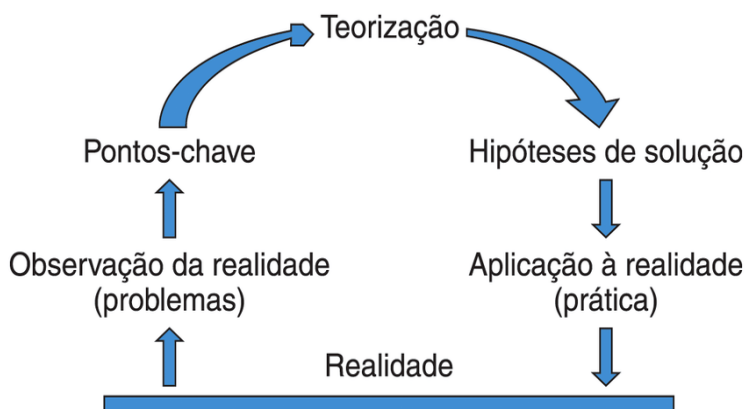 Teorização
Pontos-chave
Hipóteses de solução
Observação da realidade
(problemas)
Aplicação à realidade
(prática)
Realidade